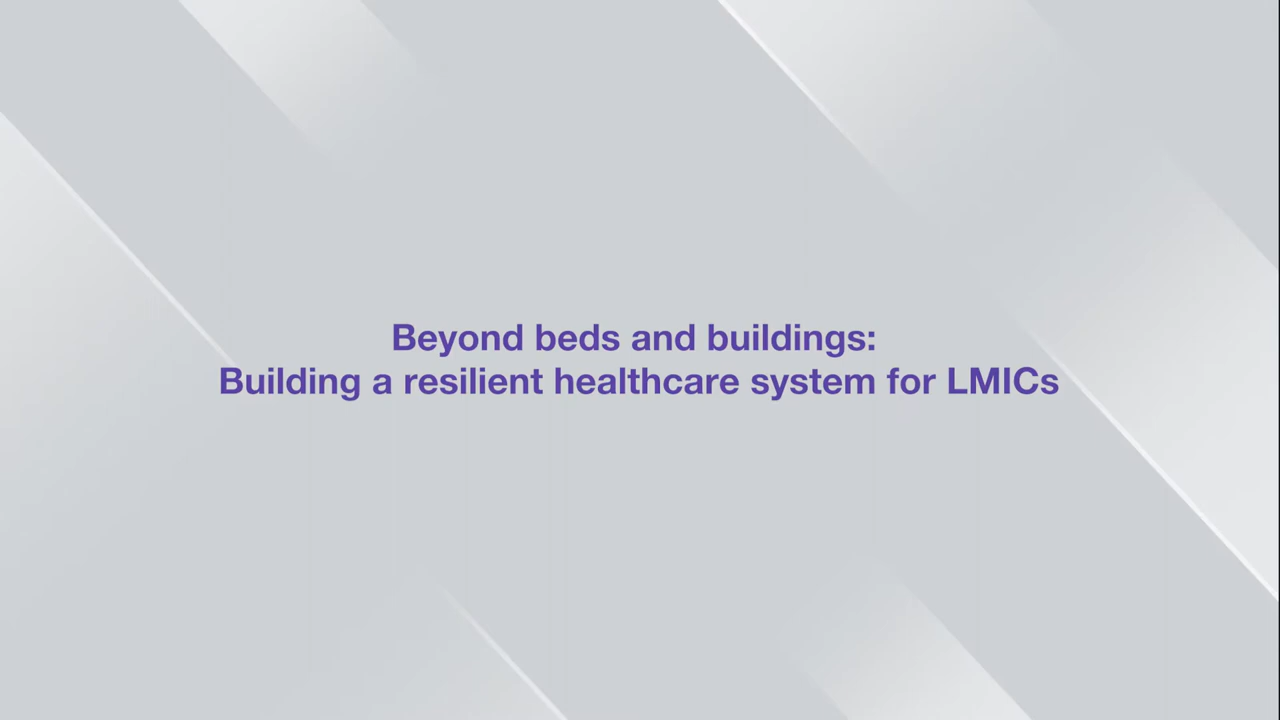 Beyond beds and buildings:
Building a resilient healthcare system for LMICs